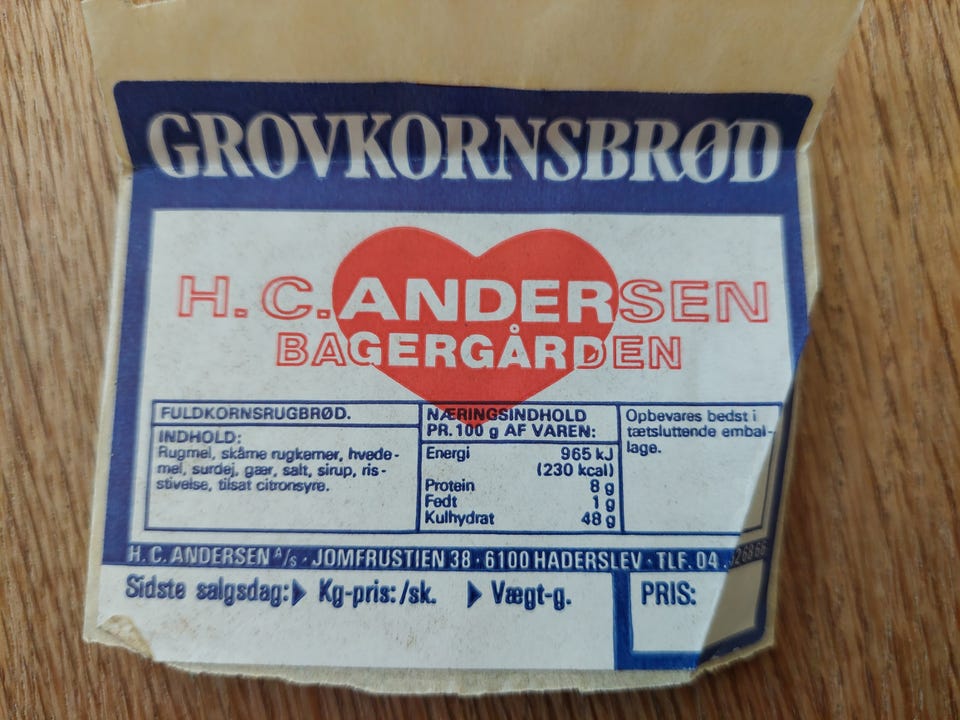 GROVKORNSBRØD
H. C. ANDERSEN
BAGERGÅRDEN
FULDKORNSRUGBRØD.
INDHOLD:
Rugmel, skårne rugkerner, hvede-
mel, surdej, gær, salt, sirup, ris-
stivelse, tilsat citronsyre.
NÆRINGSINDHOLD
PR. 100 g AF VAREN:
Energi 965 kJ
(230 kcal)
Protein 8 g
Fedt 1 g
Kulhydrat 48 g
Opbevares bedst i
tætsluttende embal-
lage.
H. C. ANDERSEN A/S · JOMFRUSTIEN 38 · 6100 HADERSLEV · TLF. 04
Sidste salgsdag: Kg-pris:/sk. Vægt-g. PRIS: